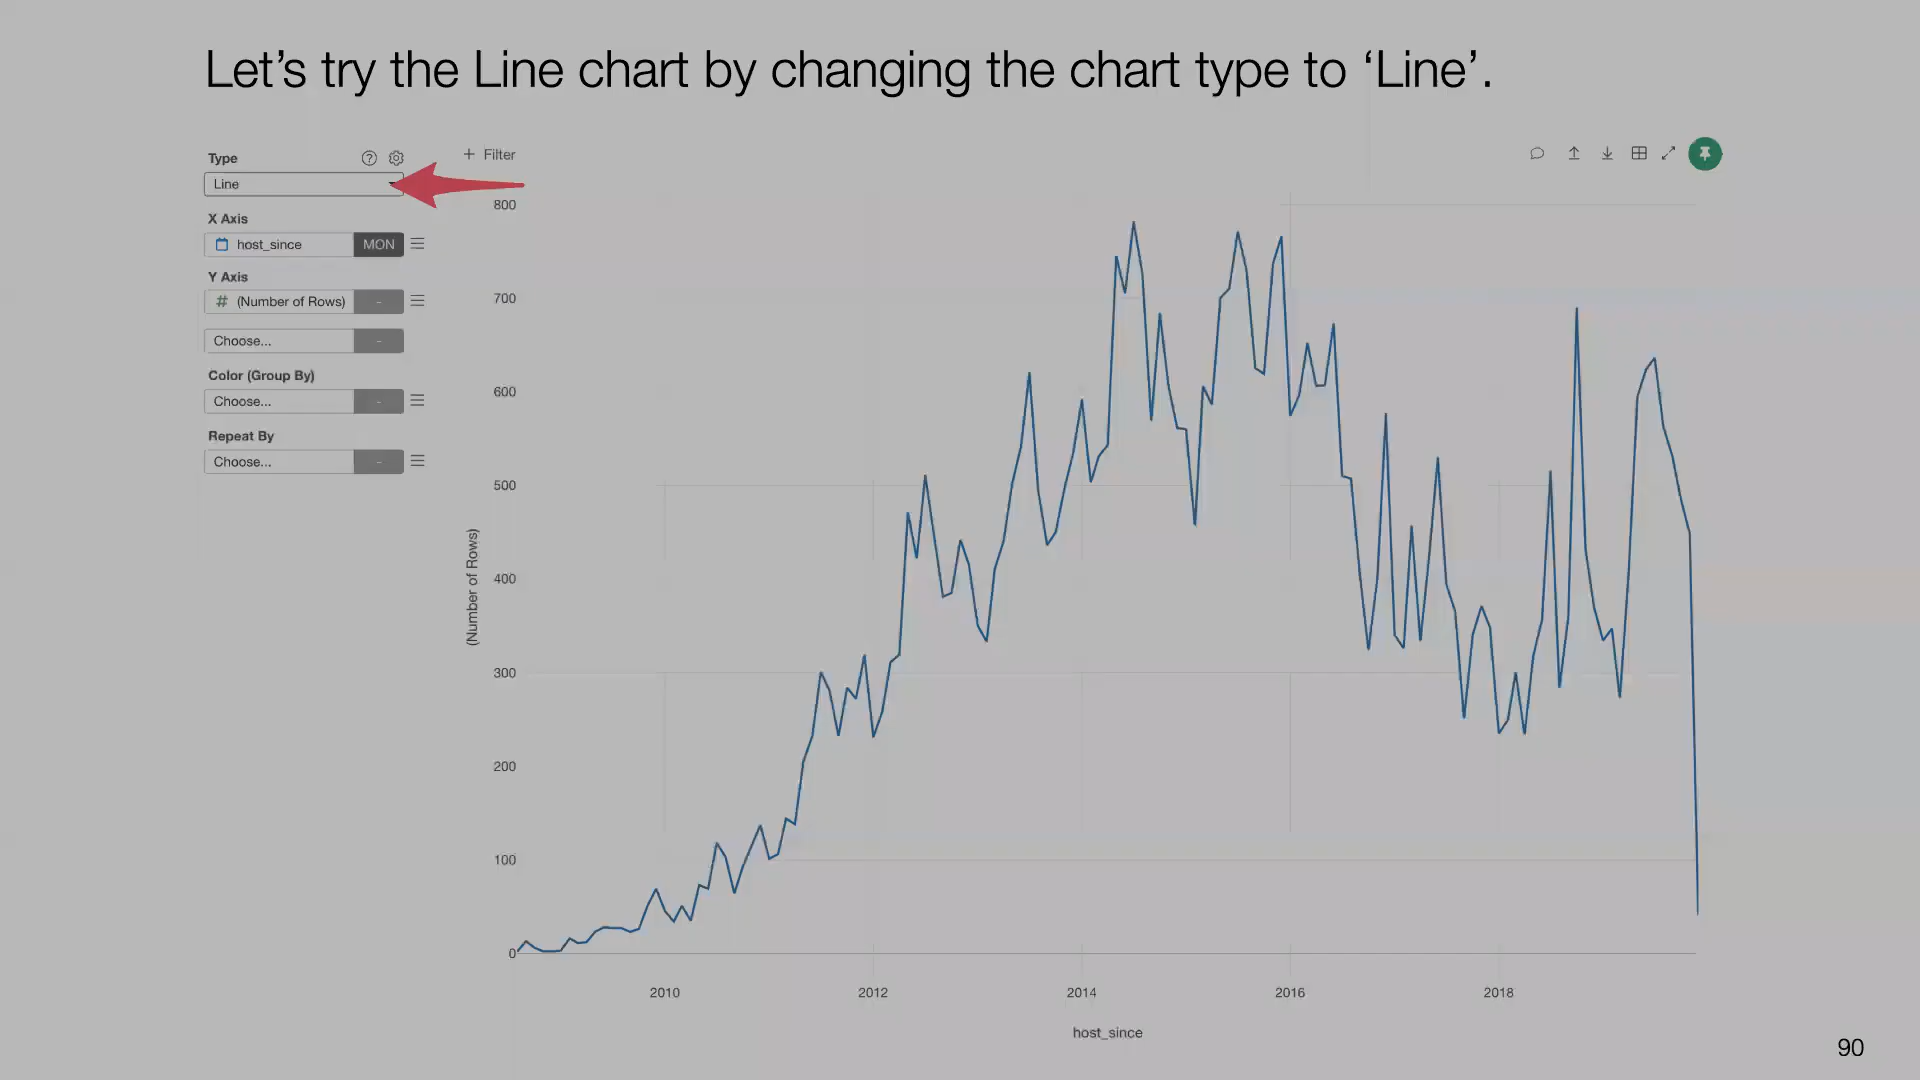 Let’s try the Line chart by changing the chart type to ‘Line’.
Type
Line
X Axis
host_since MON
Y Axis
# (Number of Rows) -
Choose... -
Color (Group By)
Choose... -
Repeat By
Choose... -
+ Filter
800
700
600
500
400
300
200
100
0
(Number of Rows)
2010 2012 2014 2016 2018
host_since
90